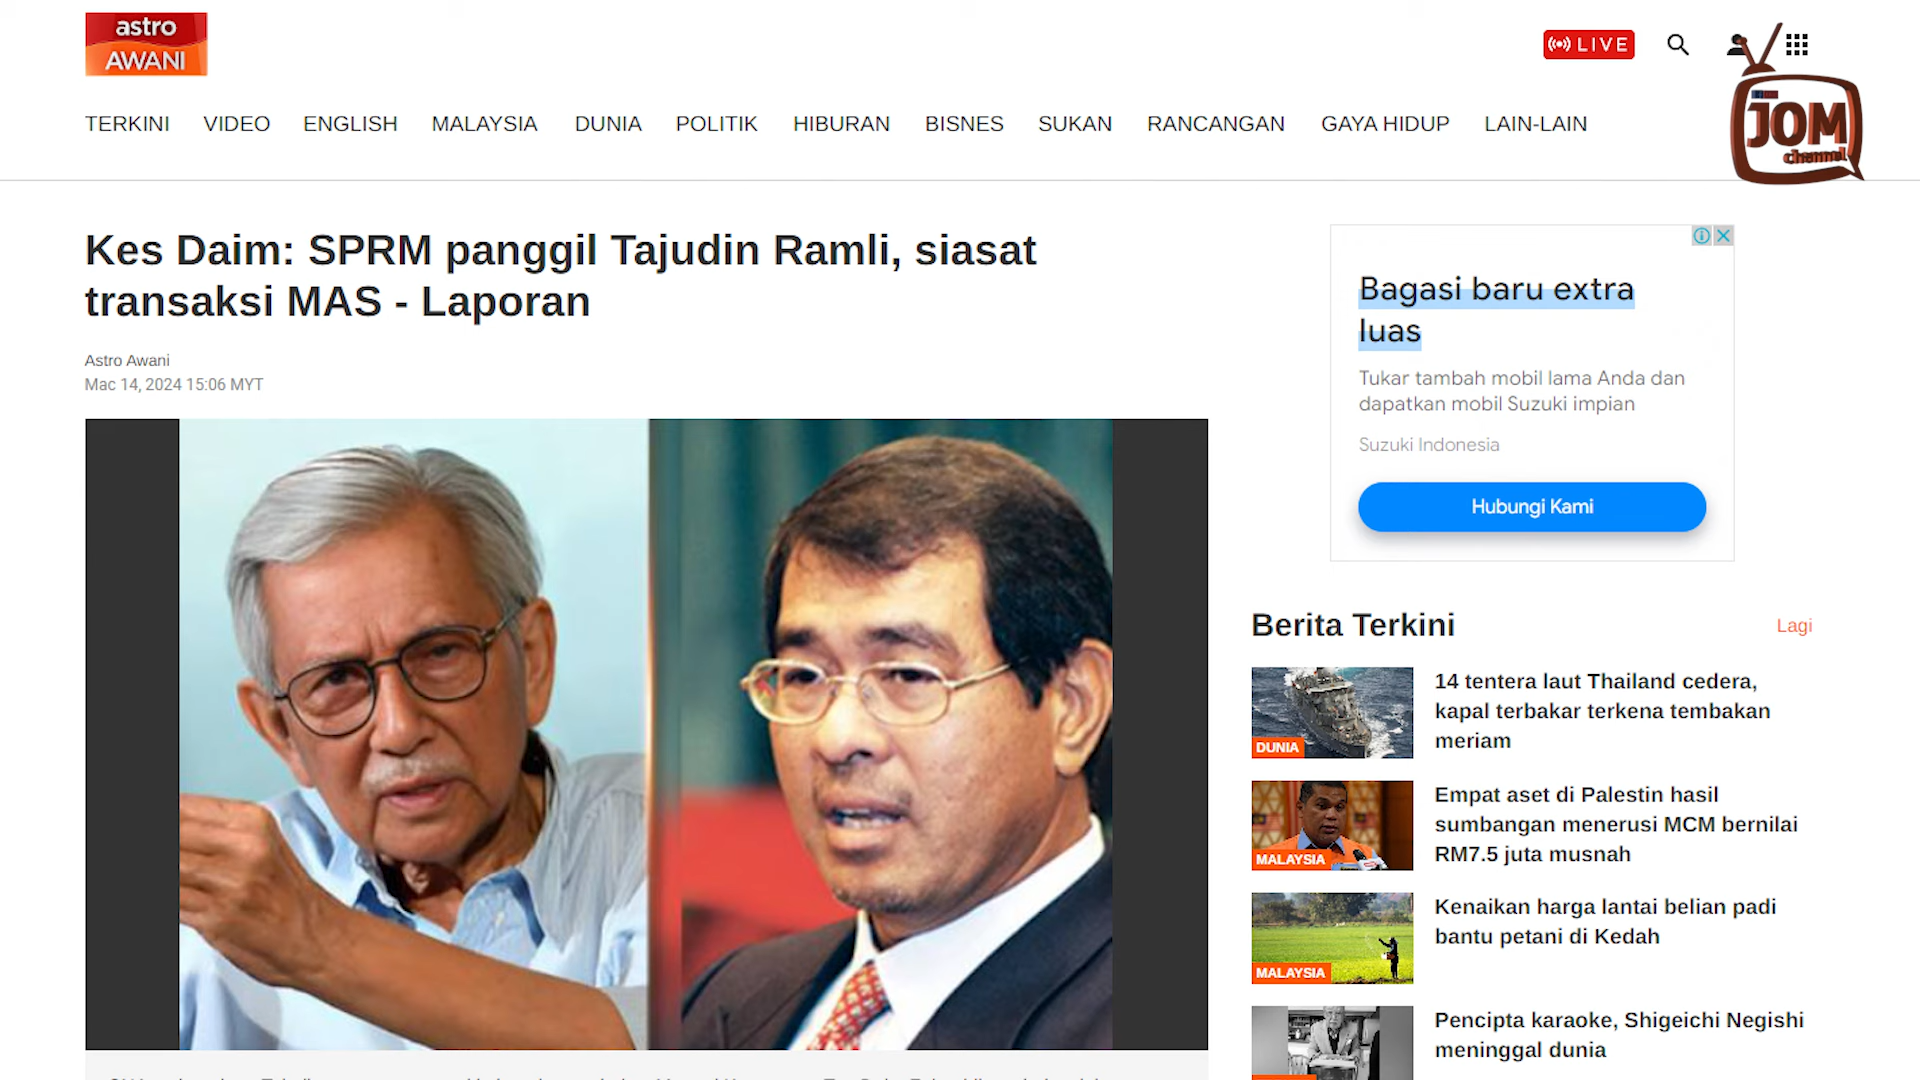 astro
AWANI
LIVE
TERKINI VIDEO ENGLISH MALAYSIA DUNIA POLITIK HIBURAN BISNES SUKAN RANCANGAN GAYA HIDUP LAIN-LAIN
JOM
channel
Kes Daim: SPRM panggil Tajudin Ramli, siasat
transaksi MAS - Laporan
Astro Awani
Mac 14, 2024 15:06 MYT
Bagasi baru extra
luas
Tukar tambah mobil lama Anda dan
dapatkan mobil Suzuki impian
Suzuki Indonesia
Hubungi Kami
Berita Terkini
Lagi
14 tentera laut Thailand cedera,
kapal terbakar terkena tembakan
meriam
DUNIA
Empat aset di Palestin hasil
sumbangan menerusi MCM bernilai
RM7.5 juta musnah
MALAYSIA
Kenaikan harga lantai belian padi
bantu petani di Kedah
MALAYSIA
Pencipta karaoke, Shigeichi Negishi
meninggal dunia